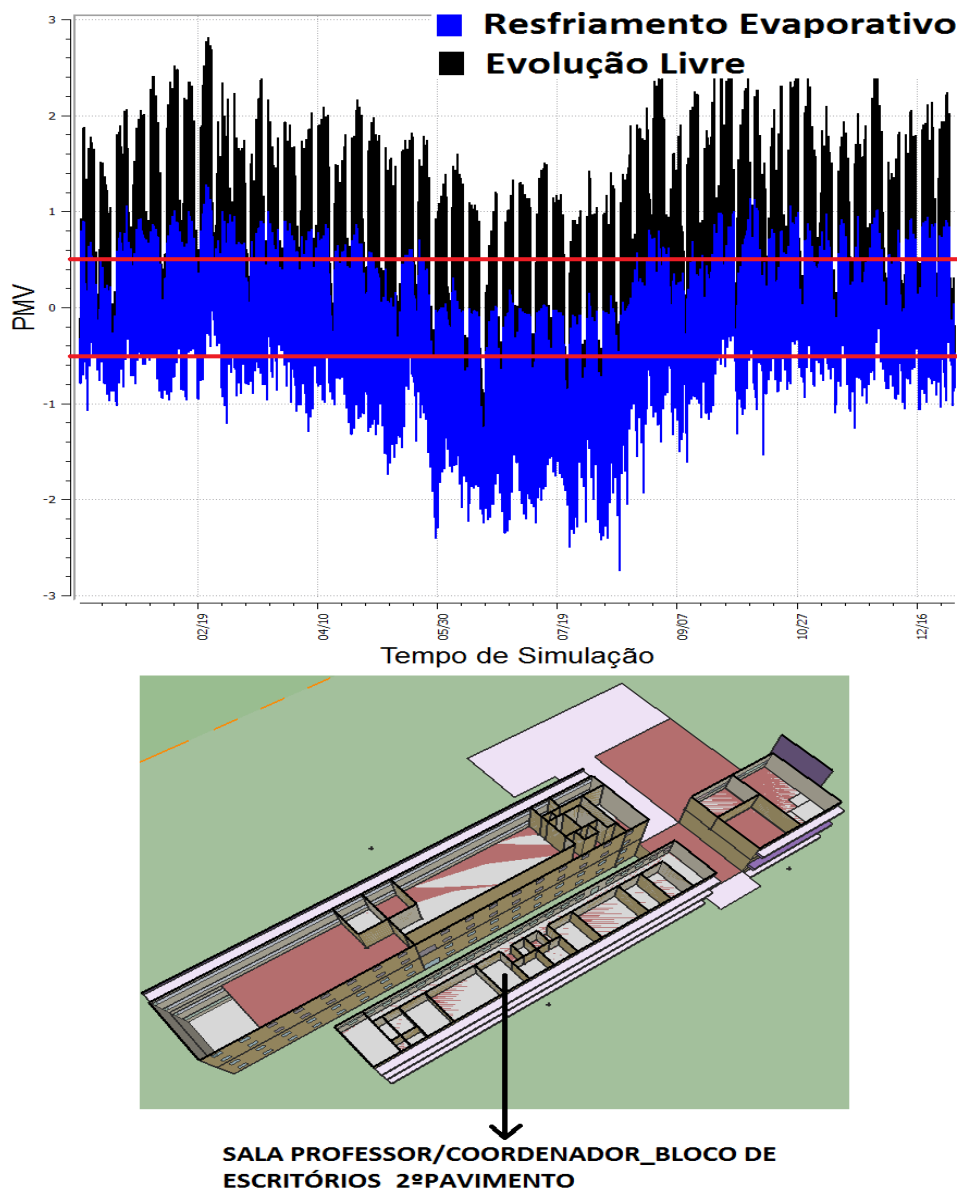 3
Resfriamento Evaporativo
Evolução Livre
2
1
0
-1
-2
-3
PMV
02/19
04/10
05/30
07/19
09/07
10/27
12/16
Tempo de Simulação
SALA PROFESSOR/COORDENADOR_BLOCO DE
ESCRITÓRIOS 2ºPAVIMENTO